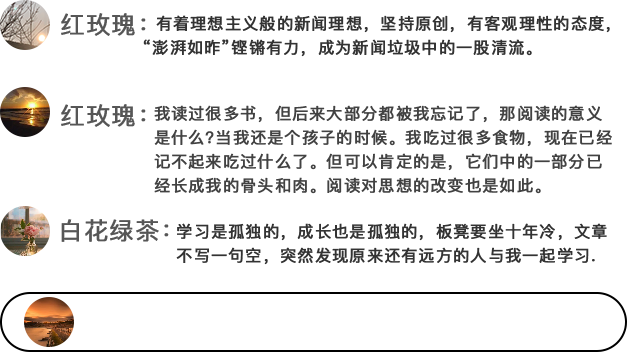 红玫瑰：有着理想主义般的新闻理想，坚持原创，有客观理性的态度，
“澎湃如昨”铿锵有力，成为新闻垃圾中的一股清流。
红玫瑰：我读过很多书，但后来大部分都被我忘记了，那阅读的意义
是什么?当我还是个孩子的时候。我吃过很多食物，现在已经
记不起来吃过什么了。但可以肯定的是，它们中的一部分已
经长成我的骨头和肉。阅读对思想的改变也是如此。
白花绿茶：学习是孤独的，成长也是孤独的，板凳要坐十年冷，文章
不写一句空，突然发现原来还有远方的人与我一起学习.